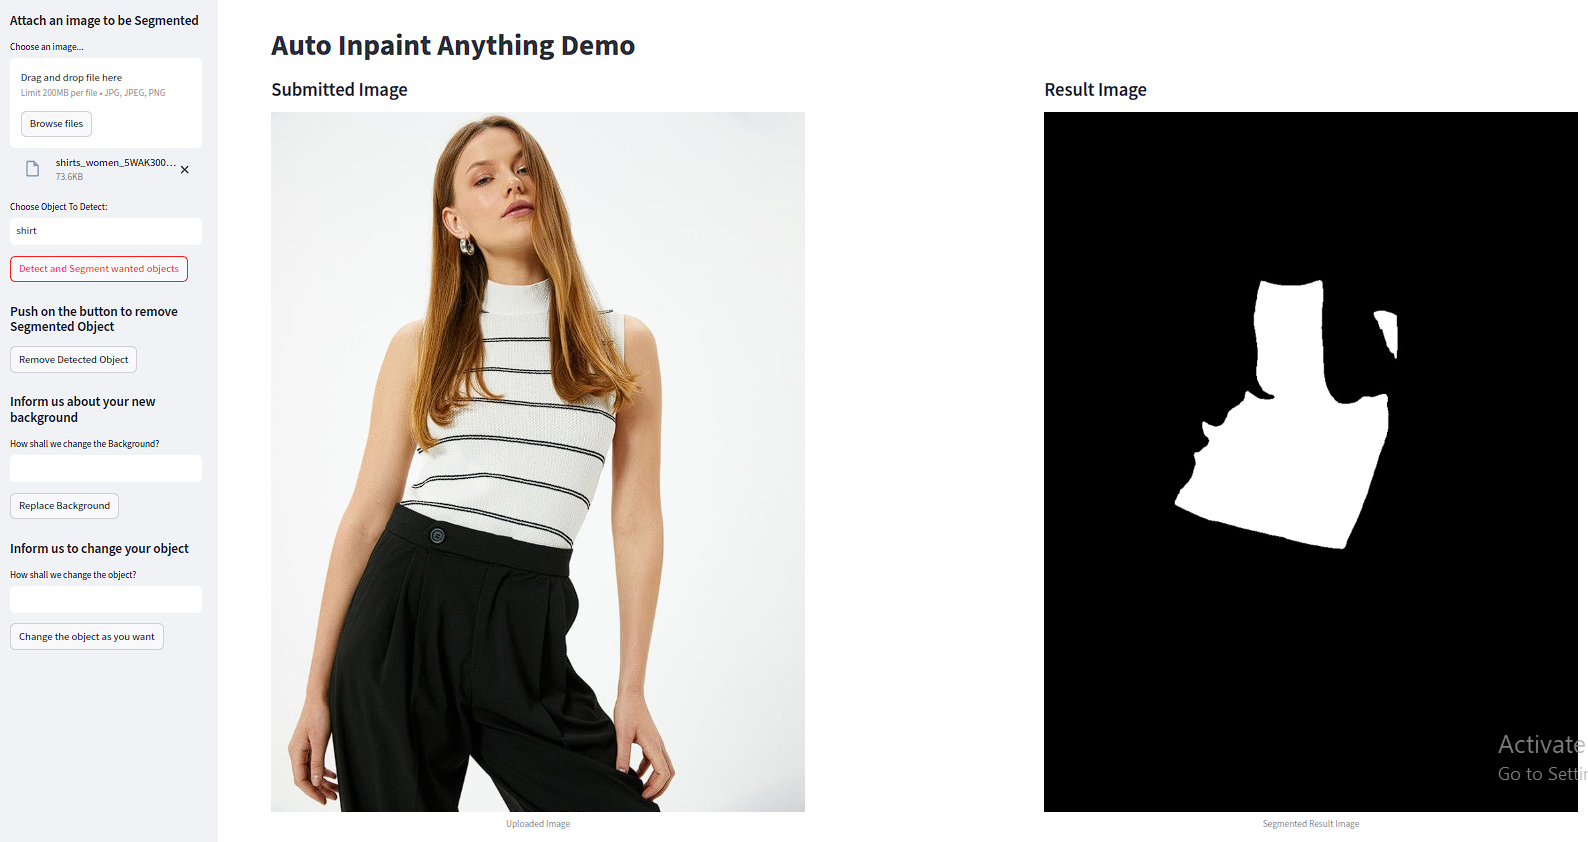 Attach an image to be Segmented
Choose an image...
Drag and drop file here
Limit 200MB per file • JPG, JPEG, PNG
Browse files
shirts_women_5WAK300...
73.6KB
Choose Object To Detect:
shirt
Detect and Segment wanted objects
Push on the button to remove
Segmented Object
Remove Detected Object
Inform us about your new
background
How shall we change the Background?
Replace Background
Inform us to change your object
How shall we change the object?
Change the object as you want
Auto Inpaint Anything Demo
Submitted Image
Uploaded Image
Result Image
Activate
Go to Settin
Segmented Result Image